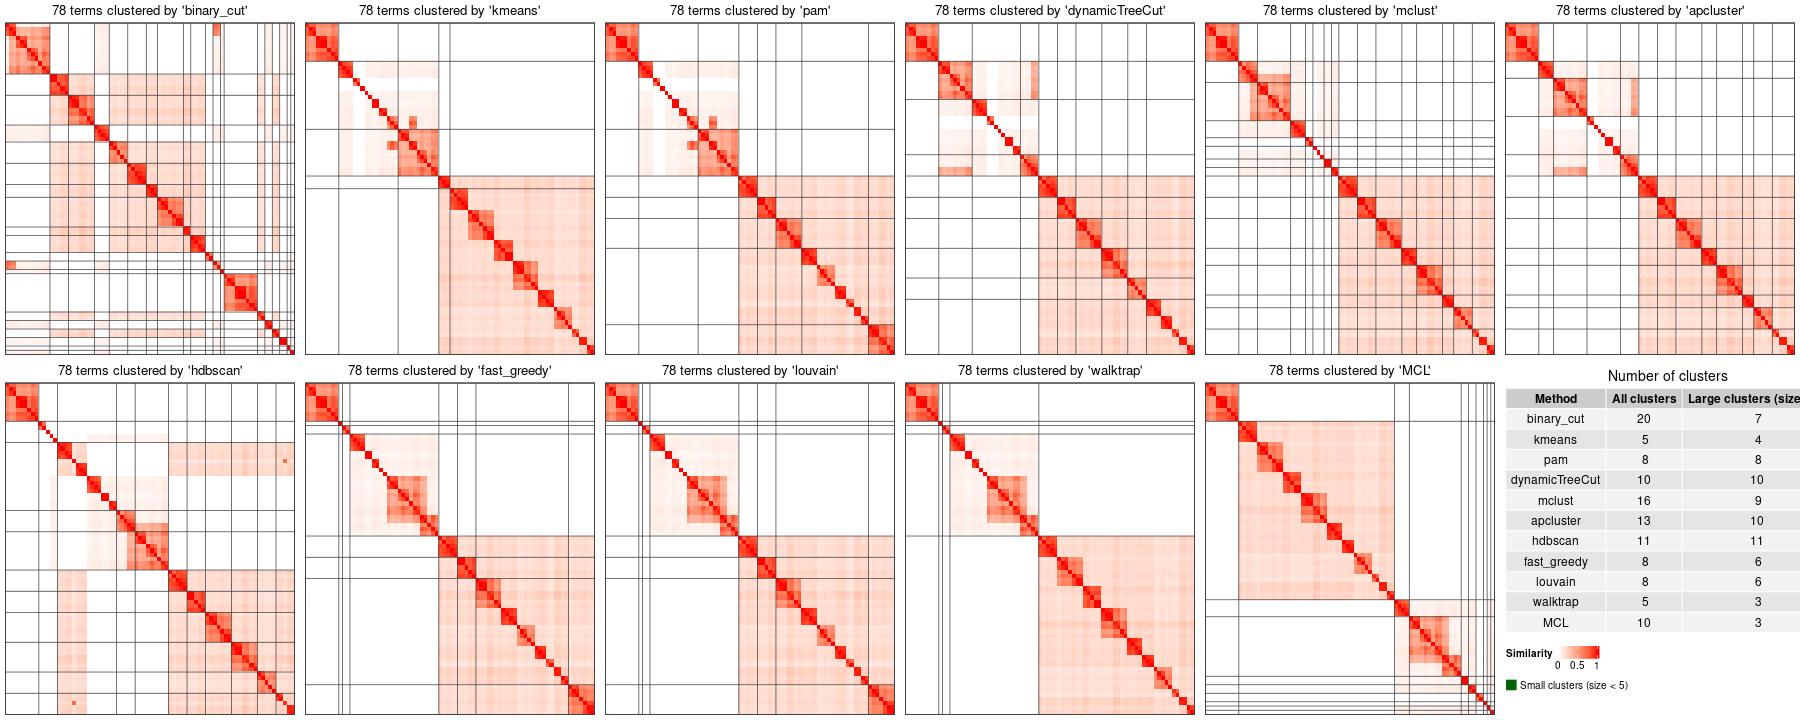 78 terms clustered by 'binary_cut'
78 terms clustered by 'kmeans'
78 terms clustered by 'pam'
78 terms clustered by 'dynamicTreeCut'
78 terms clustered by 'mclust'
78 terms clustered by 'apcluster'
78 terms clustered by 'hdbscan'
78 terms clustered by 'fast_greedy'
78 terms clustered by 'louvain'
78 terms clustered by 'walktrap'
78 terms clustered by 'MCL'
Number of clusters
Method All clusters Large clusters (size
binary_cut 20 7
kmeans 5 4
pam 8 8
dynamicTreeCut 10 10
mclust 16 9
apcluster 13 10
hdbscan 11 11
fast_greedy 8 6
louvain 8 6
walktrap 5 3
MCL 10 3
Similarity
0 0.5 1
Small clusters (size < 5)